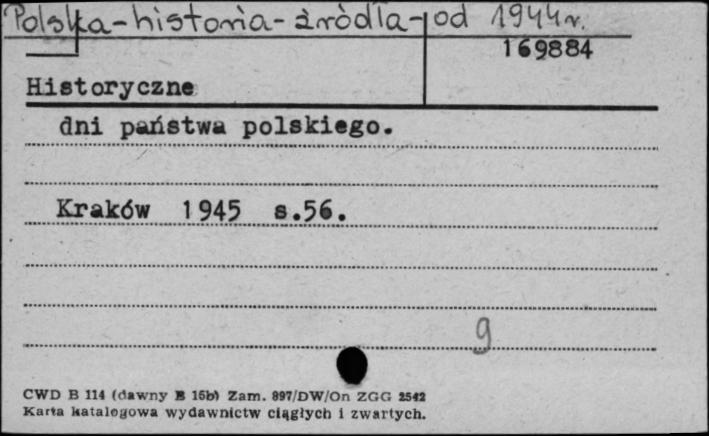 Polska-historia-źródła-od 1944r.
169884
Historyczne
dni państwa polskiego.
Kraków 1945 s.56.
9
CWD B 114 (dawny B 15b) Zam. 897/DW/On ZGG 2542
Karta katalogowa wydawnictw ciągłych i zwartych.